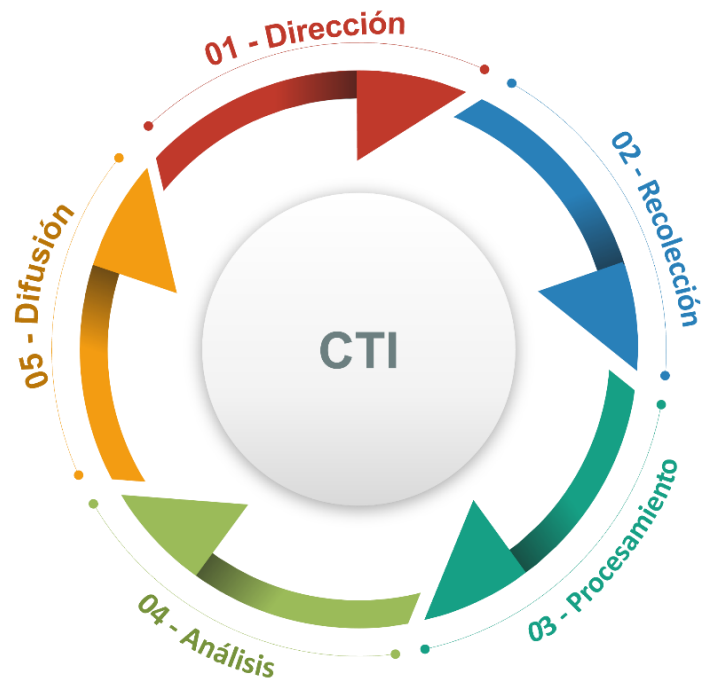 01 - Dirección
02 - Recolección
03 - Procesamiento
04 - Análisis
05 - Difusión
CTI